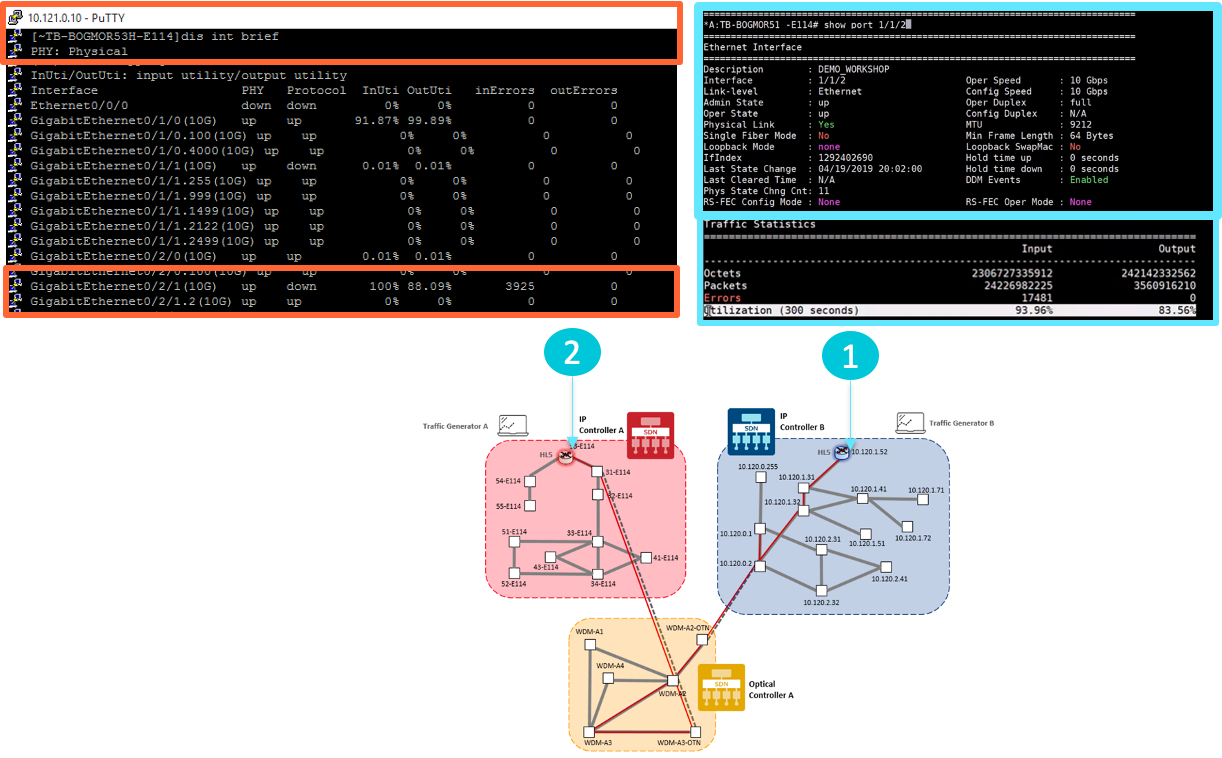 10.121.0.10 - PuTTY
[~TB-BOGMOR53H-E114]dis int brief
PHY: Physical
InUti/OutUti: input utility/output utility
Interface PHY Protocol InUti OutUti inErrors outErrors
Ethernet0/0/0 down down 0% 0% 0 0
GigabitEthernet0/1/0(10G) up up 91.87% 99.89% 0 0
GigabitEthernet0/1/0.100(10G) up up 0% 0% 0 0
GigabitEthernet0/1/0.4000(10G) up up 0% 0% 0 0
GigabitEthernet0/1/1(10G) up down 0.01% 0.01% 0 0
GigabitEthernet0/1/1.255(10G) up up 0% 0% 0 0
GigabitEthernet0/1/1.999(10G) up up 0% 0% 0 0
GigabitEthernet0/1/1.1499(10G) up up 0% 0% 0 0
GigabitEthernet0/1/1.2122(10G) up up 0% 0% 0 0
GigabitEthernet0/1/1.2499(10G) up up 0% 0% 0 0
GigabitEthernet0/2/0(10G) up up 0.01% 0.01% 0 0
GigabitEthernet0/2/0.100(10G) up up 0% 0% 0 0
GigabitEthernet0/2/1(10G) up down 100% 88.09% 3925 0
GigabitEthernet0/2/1.2(10G) up up 0% 0% 0 0
*A:TB-BOGMOR51 -E114# show port 1/1/2
Ethernet Interface
Description : DEMO_WORKSHOP
Interface : 1/1/2 Oper Speed : 10 Gbps
Link-level : Ethernet Config Speed : 10 Gbps
Admin State : up Oper Duplex : full
Oper State : up Config Duplex : N/A
Physical Link : Yes MTU : 9212
Single Fiber Mode : No Min Frame Length : 64 Bytes
Loopback Mode : none Loopback SwapMac : No
IfIndex : 1292402690 Hold time up : 0 seconds
Last State Change : 04/19/2019 20:02:00 Hold time down : 0 seconds
Last Cleared Time : N/A DDM Events : Enabled
Phys State Chng Cnt: 11
RS-FEC Config Mode : None RS-FEC Oper Mode : None
Traffic Statistics
Input Output
Octets 2306727335912 242142332562
Packets 24226982225 3560916210
Errors 17481 0
Utilization (300 seconds) 93.96% 83.56%
2
1
Traffic Generator A
IP
Controller A
SDN
HL5
54-E114
55-E114
31-E114
32-E114
51-E114
33-E114
43-E114
41-E114
52-E114
34-E114
SDN
IP
Controller B
Traffic Generator B
HL5
10.120.1.52
10.120.0.255
10.120.1.31
10.120.1.32
10.120.1.41
10.120.1.71
10.120.1.72
10.120.1.51
10.120.0.1
10.120.2.31
10.120.0.2
10.120.2.41
10.120.2.32
WDM-A1
WDM-A2-OTN
WDM-A4
WDM-A2
WDM-A3
WDM-A3-OTN
SDN
Optical
Controller A